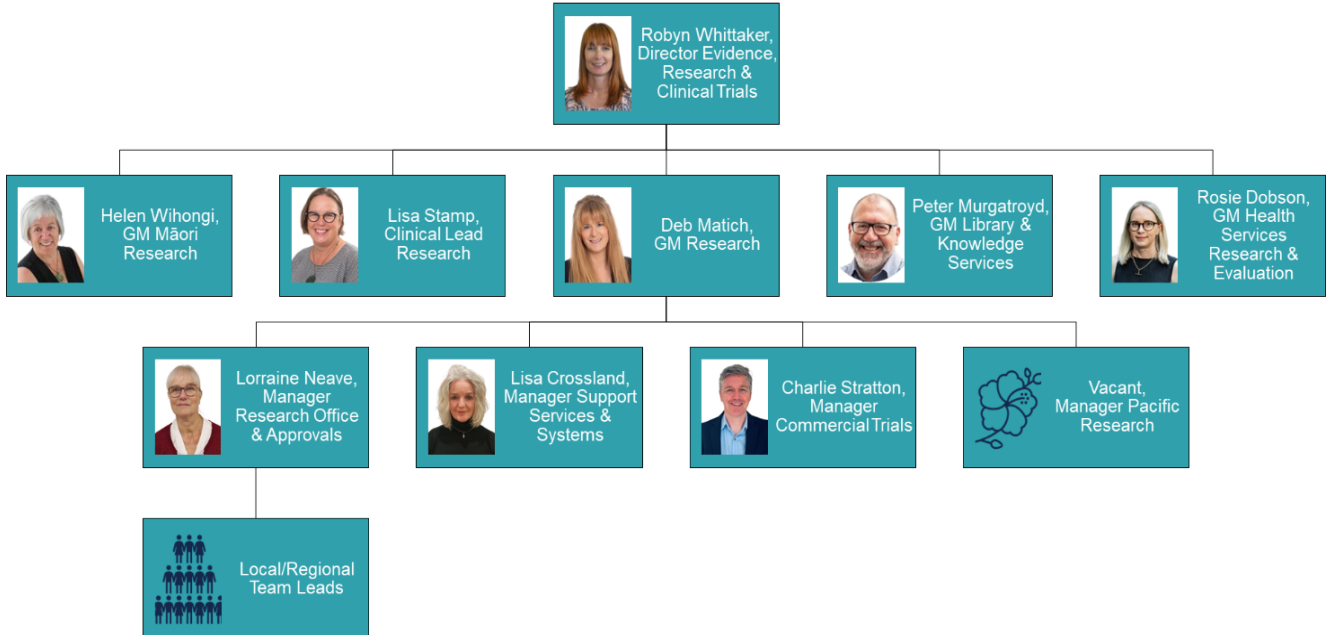 Robyn Whittaker,
Director Evidence,
Research &
Clinical Trials
Helen Wihongi,
GM Māori
Research
Lisa Stamp,
Clinical Lead
Research
Deb Matich,
GM Research
Peter Murgatroyd,
GM Library &
Knowledge
Services
Rosie Dobson,
GM Health
Services
Research &
Evaluation
Lorraine Neave,
Manager
Research Office
& Approvals
Lisa Crossland,
Manager Support
Services &
Systems
Charlie Stratton,
Manager
Commercial Trials
Vacant,
Manager Pacific
Research
Local/Regional
Team Leads